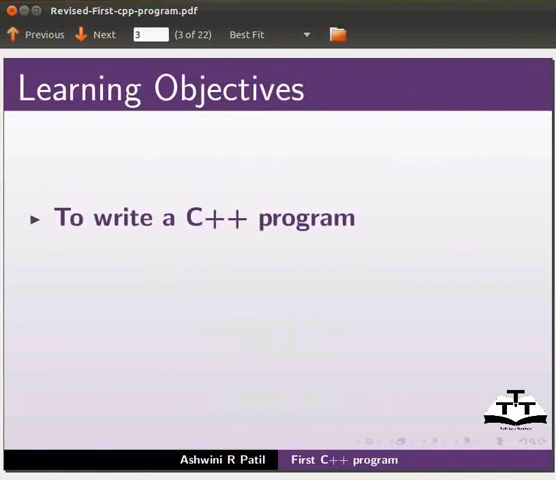 Revised-First-cpp-program.pdf
Previous Next 3 (3 of 22) Best Fit
Learning Objectives
To write a C++ program
TTT
Ashwini R Patil First C++ program